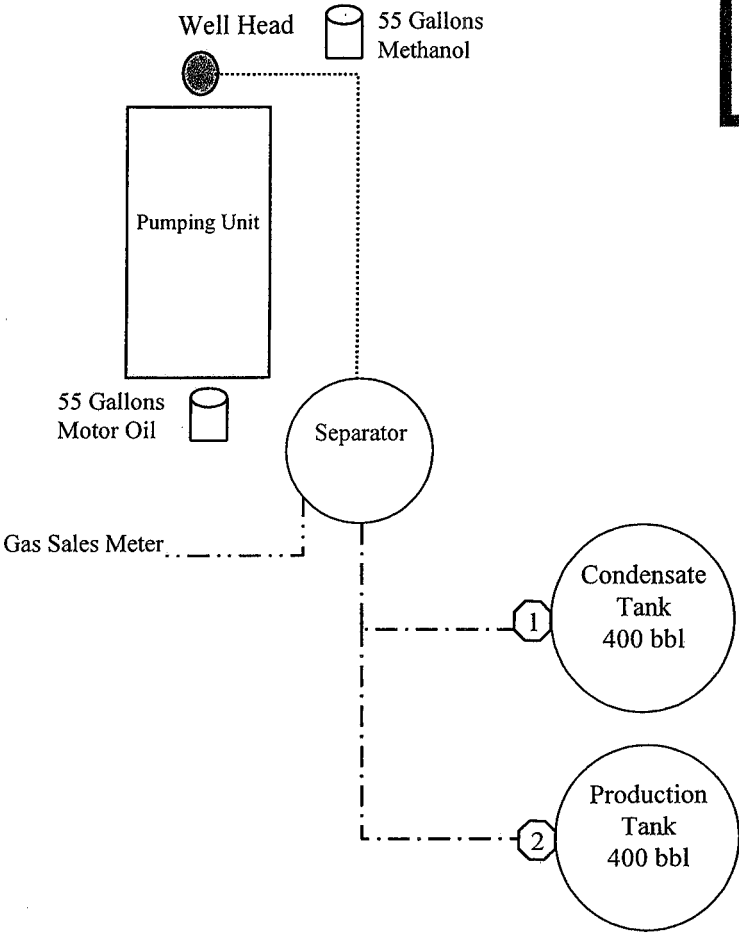 Well Head
55 Gallons
Methanol
Pumping Unit
55 Gallons
Motor Oil
Separator
Gas Sales Meter
Condensate
Tank
400 bbl
1
Production
Tank
400 bbl
2